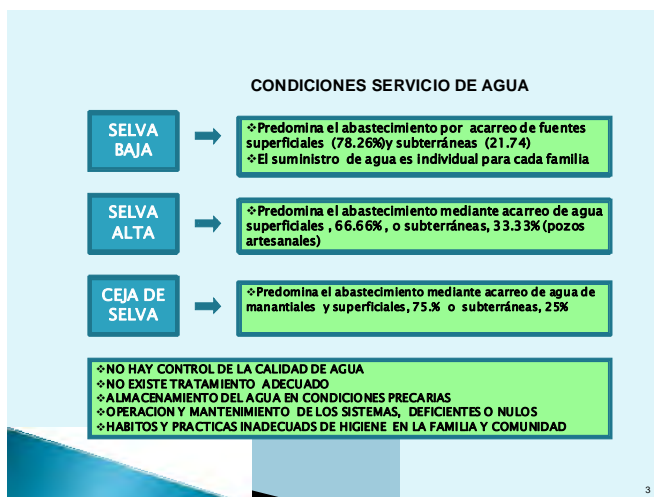 CONDICIONES SERVICIO DE AGUA
SELVA
BAJA
❖Predomina el abastecimiento por acarreo de fuentes
superficiales (78.26%)y subterráneas (21.74)
❖El suministro de agua es individual para cada familia
SELVA
ALTA
❖Predomina el abastecimiento mediante acarreo de agua
superficiales , 66.66% , o subterráneas, 33.33% (pozos
artesanales)
CEJA DE
SELVA
❖Predomina el abastecimiento mediante acarreo de agua de
manantiales y superficiales, 75.% o subterráneas, 25%
❖NO HAY CONTROL DE LA CALIDAD DE AGUA
❖NO EXISTE TRATAMIENTO ADECUADO
❖ALMACENAMIENTO DEL AGUA EN CONDICIONES PRECARIAS
❖OPERACION Y MANTENIMIENTO DE LOS SISTEMAS, DEFICIENTES O NULOS
❖HABITOS Y PRACTICAS INADECUADS DE HIGIENE EN LA FAMILIA Y COMUNIDAD
3